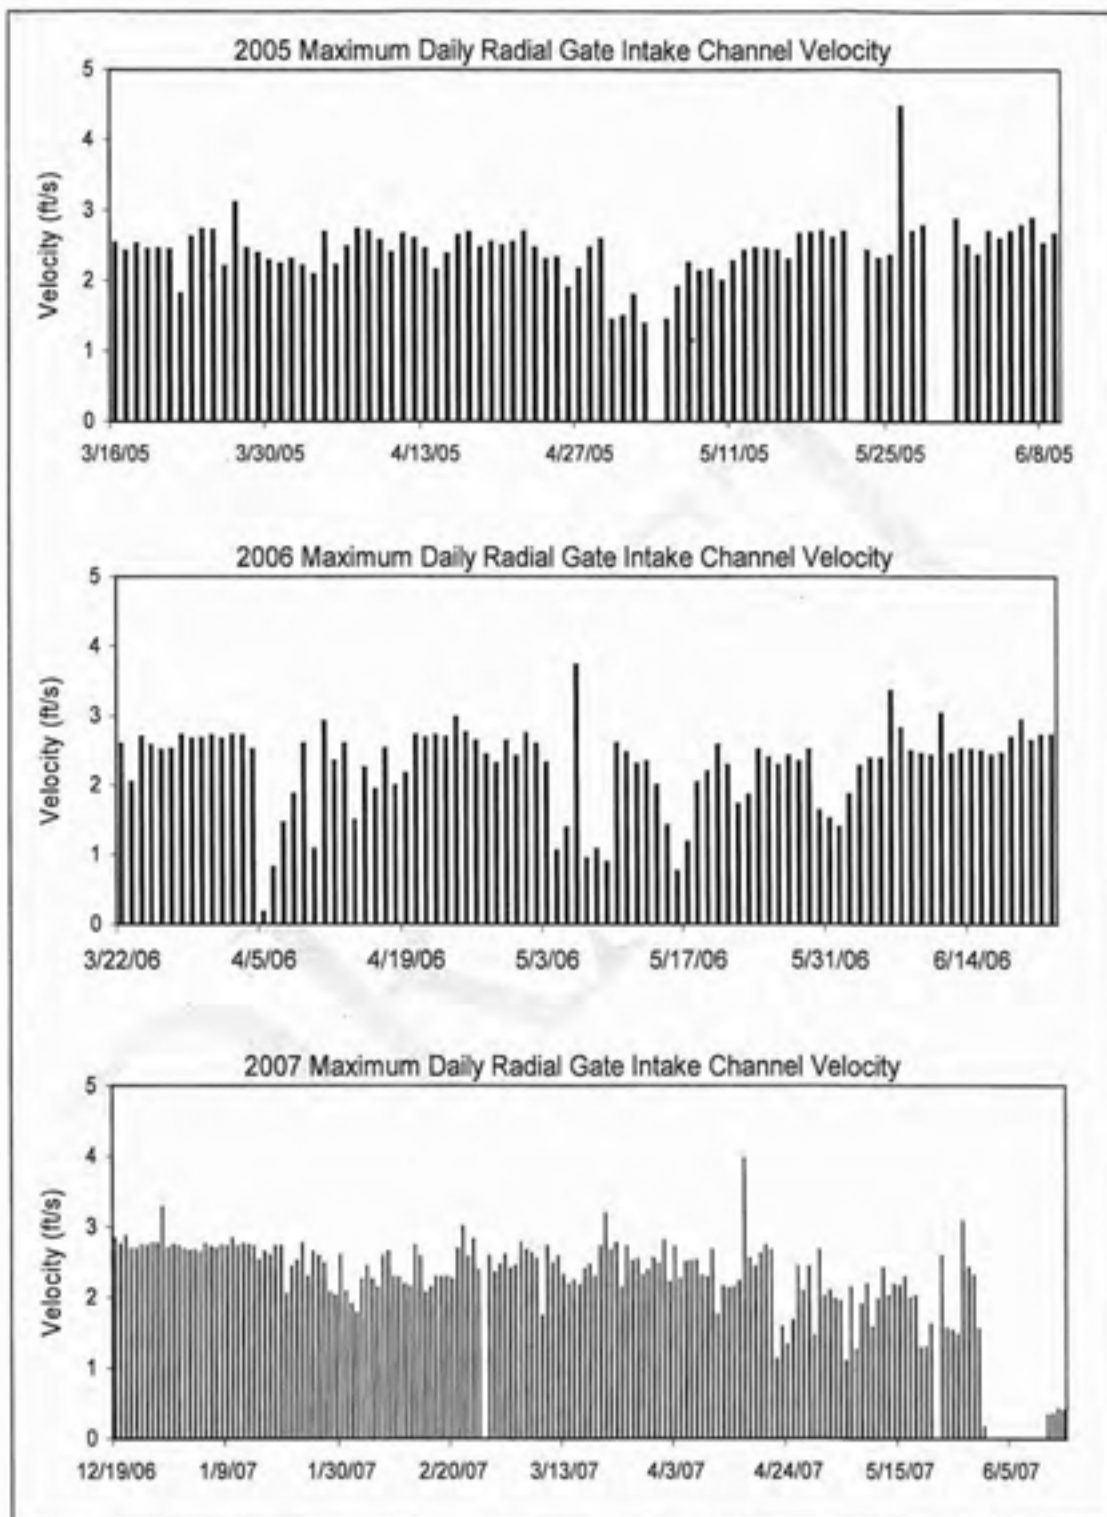 2005 Maximum Daily Radial Gate Intake Channel Velocity
5
4
3
2
1
0
Velocity (ft/s)
3/16/05 3/30/05 4/13/05 4/27/05 5/11/05 5/25/05 6/8/05
2006 Maximum Daily Radial Gate Intake Channel Velocity
5
4
3
2
1
0
Velocity (ft/s)
3/22/06 4/5/06 4/19/06 5/3/06 5/17/06 5/31/06 6/14/06
2007 Maximum Daily Radial Gate Intake Channel Velocity
5
4
3
2
1
0
Velocity (ft/s)
12/19/06 1/9/07 1/30/07 2/20/07 3/13/07 4/3/07 4/24/07 5/15/07 6/5/07